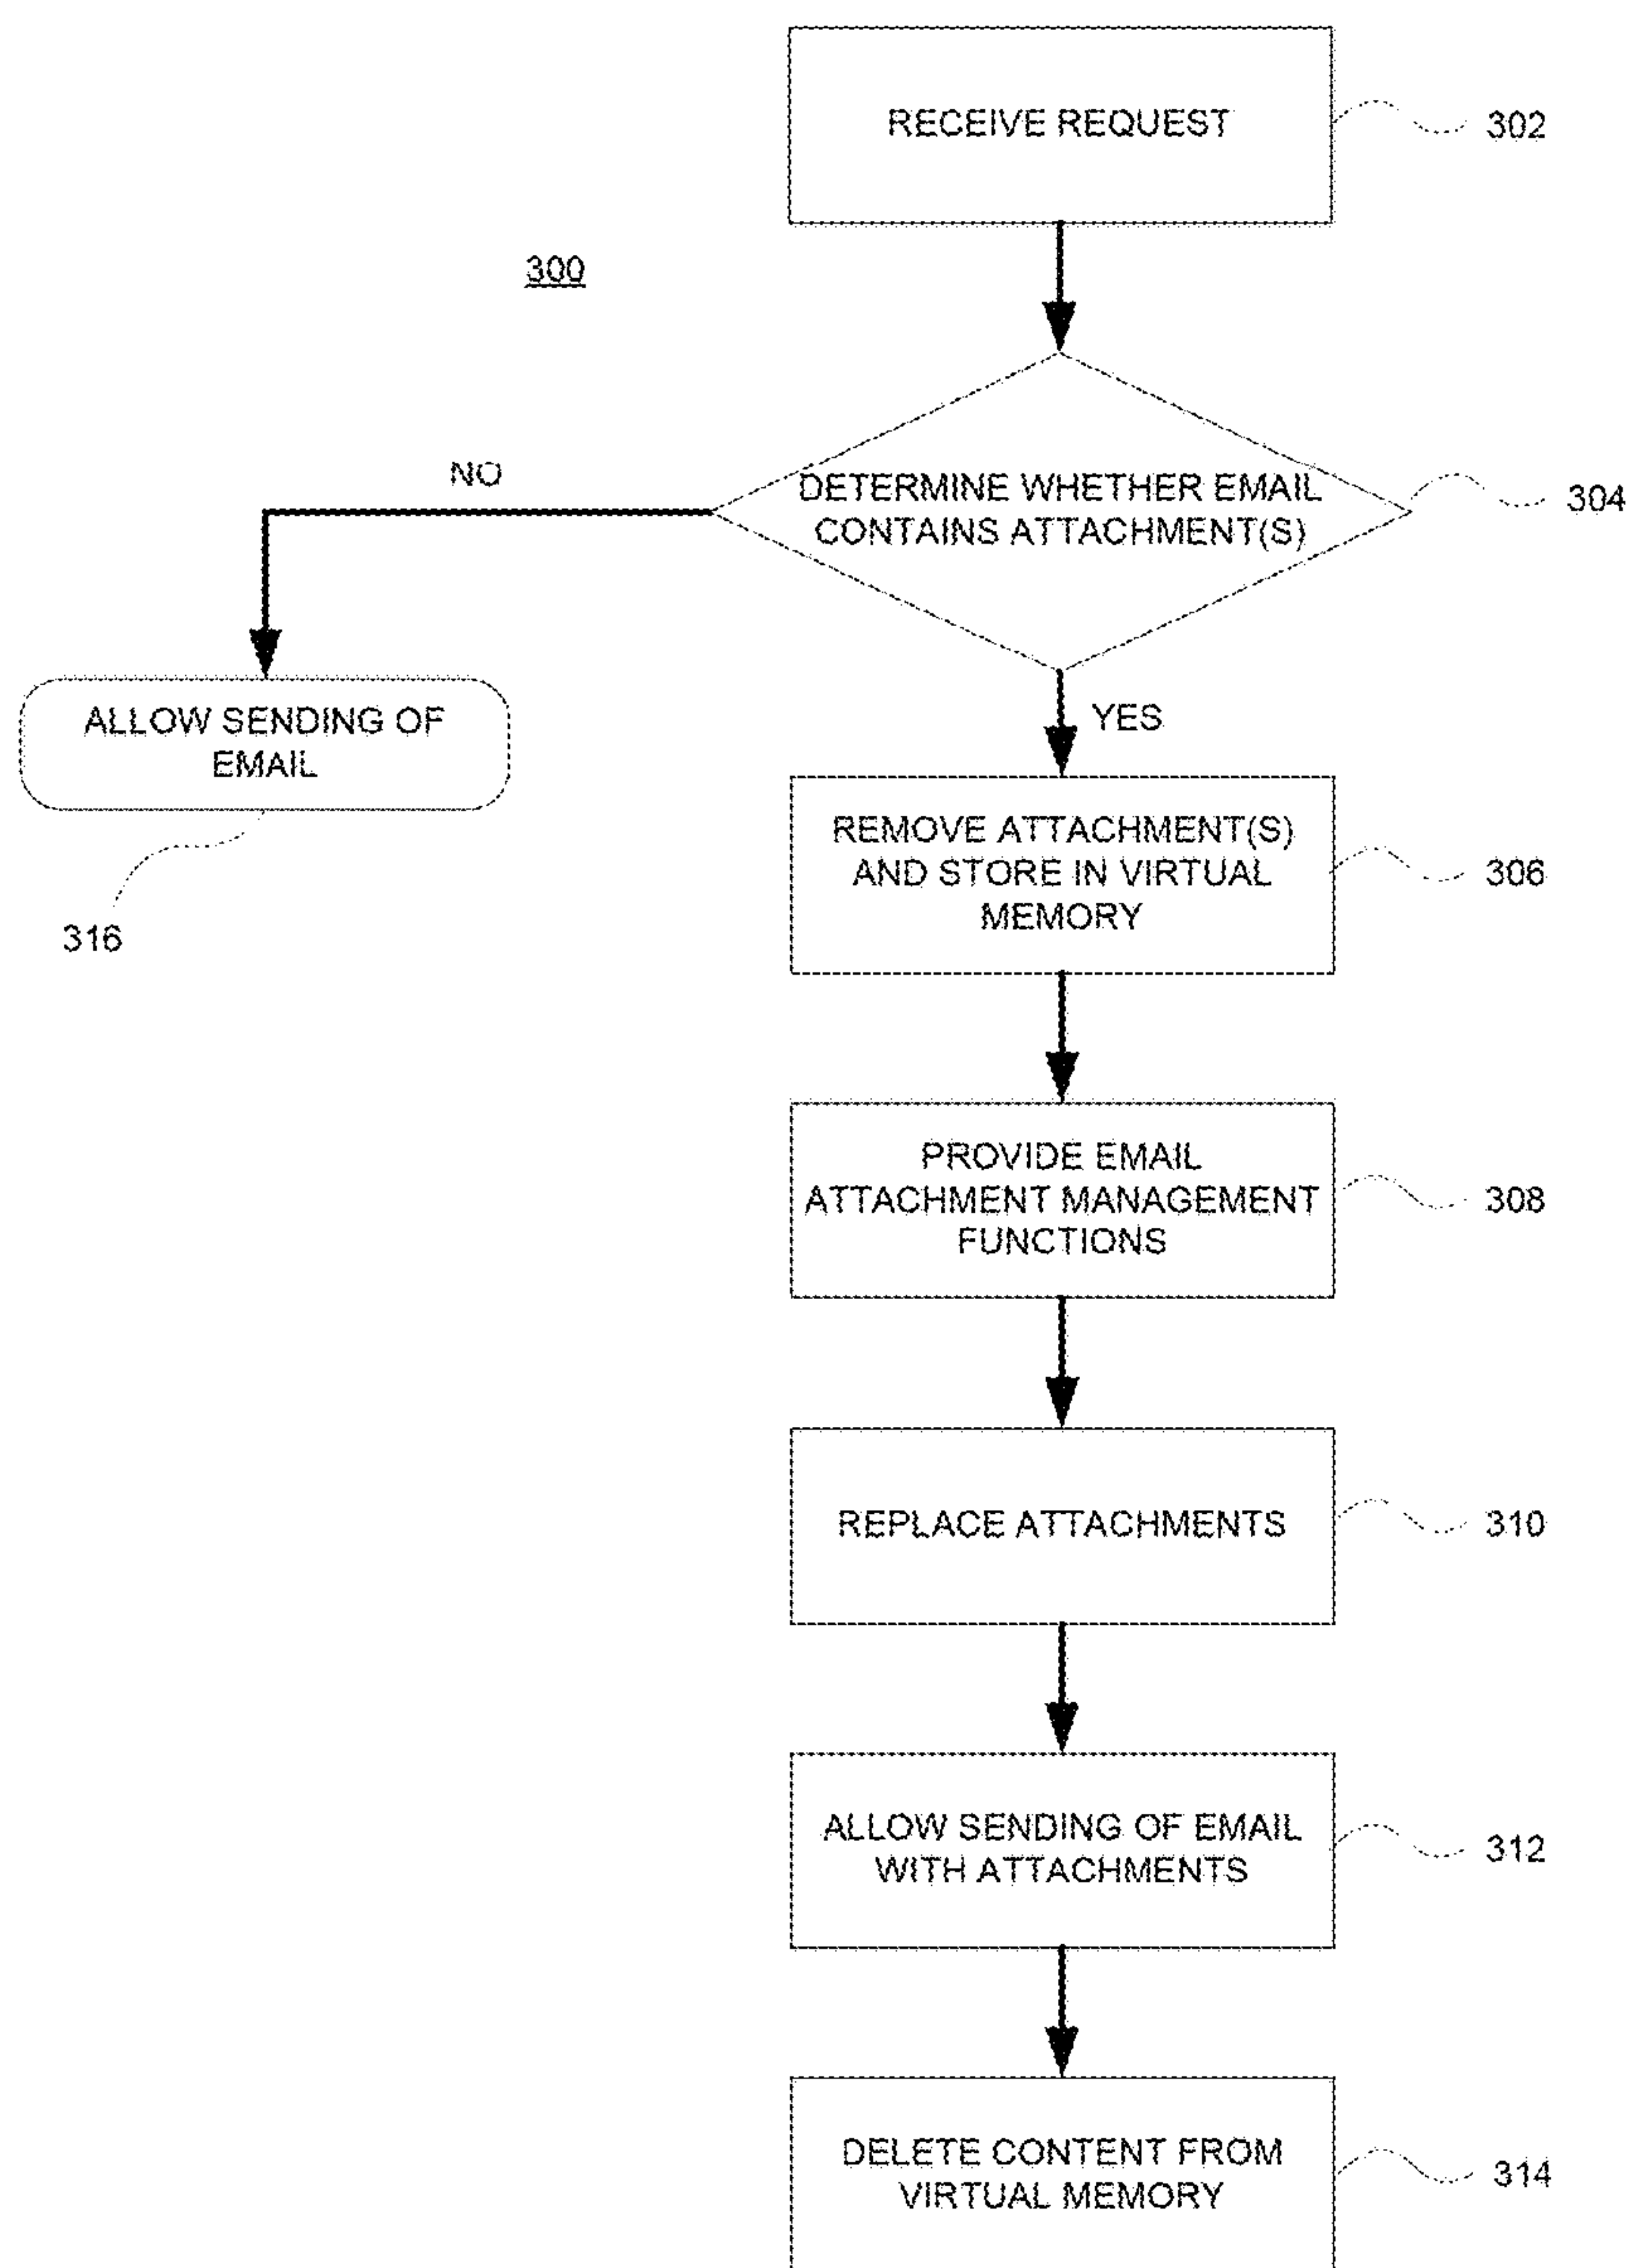 RECEIVE REQUEST
302
300
DETERMINE WHETHER EMAIL
CONTAINS ATTACHMENT(S)
304
NO
YES
ALLOW SENDING OF
EMAIL
316
REMOVE ATTACHMENT(S)
AND STORE IN VIRTUAL
MEMORY
306
PROVIDE EMAIL
ATTACHMENT MANAGEMENT
FUNCTIONS
308
REPLACE ATTACHMENTS
310
ALLOW SENDING OF EMAIL
WITH ATTACHMENTS
312
DELETE CONTENT FROM
VIRTUAL MEMORY
314